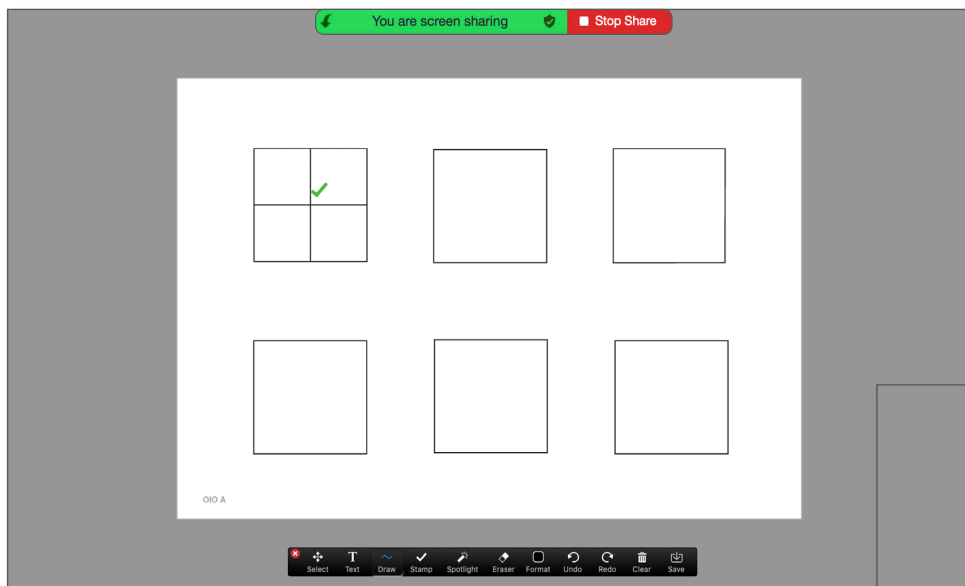 You are screen sharing Stop Share
OIO A
Select Text Draw Stamp Spotlight Eraser Format Undo Redo Clear Save